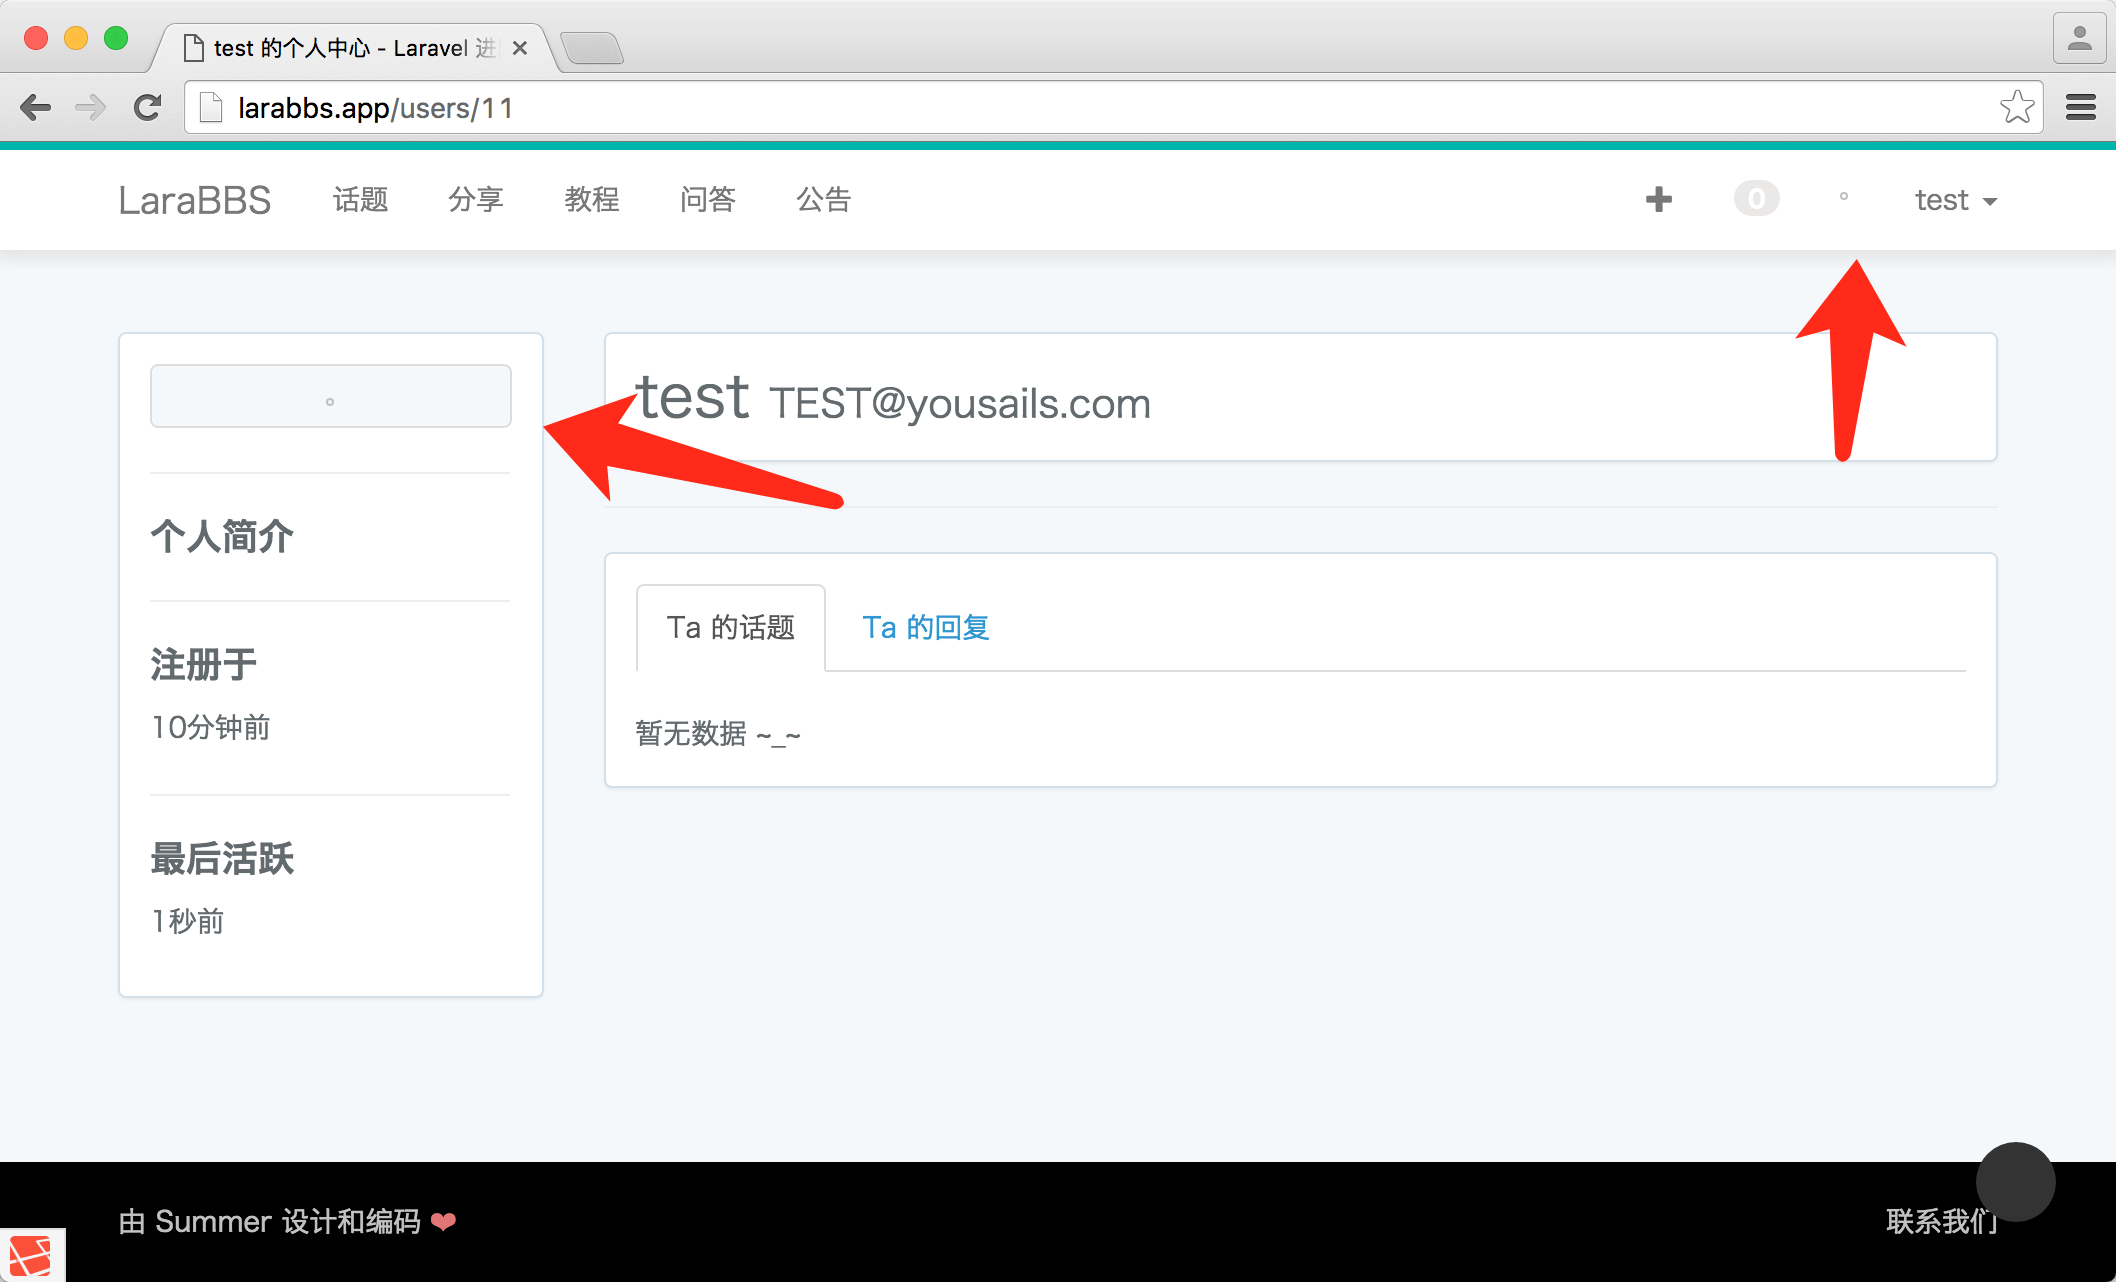 test 的个人中心 - Laravel 进
larabbs.app/users/11
LaraBBS 话题 分享 教程 问答 公告 0 test
test TEST@yousails.com
个人简介
注册于
10分钟前
最后活跃
1秒前
Ta 的话题 Ta 的回复
暂无数据 ~_~
由 Summer 设计和编码 ❤
联系我们